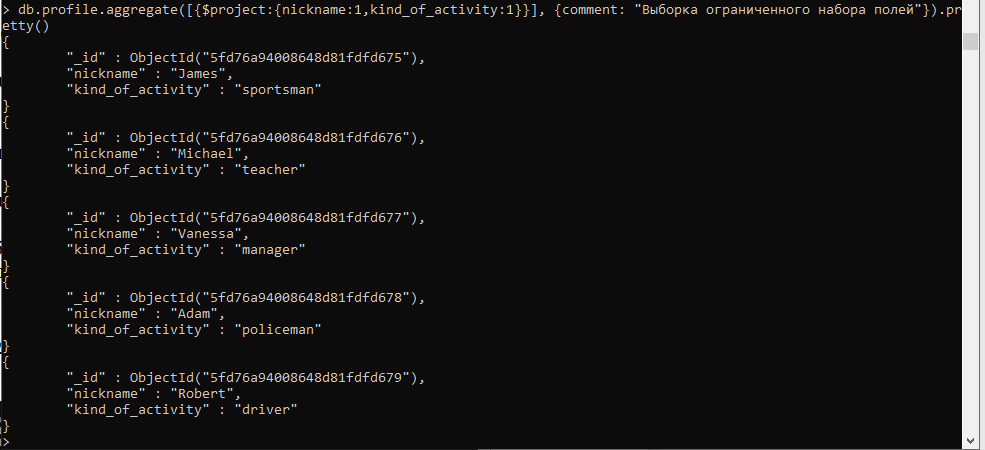 > db.profile.aggregate([{$project:{nickname:1,kind_of_activity:1}}], {comment: "Выборка ограниченного набора полей"}).pr
etty()
{
        "_id" : ObjectId("5fd76a94008648d81fdfd675"),
        "nickname" : "James",
        "kind_of_activity" : "sportsman"
}
{
        "_id" : ObjectId("5fd76a94008648d81fdfd676"),
        "nickname" : "Michael",
        "kind_of_activity" : "teacher"
}
{
        "_id" : ObjectId("5fd76a94008648d81fdfd677"),
        "nickname" : "Vanessa",
        "kind_of_activity" : "manager"
}
{
        "_id" : ObjectId("5fd76a94008648d81fdfd678"),
        "nickname" : "Adam",
        "kind_of_activity" : "policeman"
}
{
        "_id" : ObjectId("5fd76a94008648d81fdfd679"),
        "nickname" : "Robert",
        "kind_of_activity" : "driver"
}
>